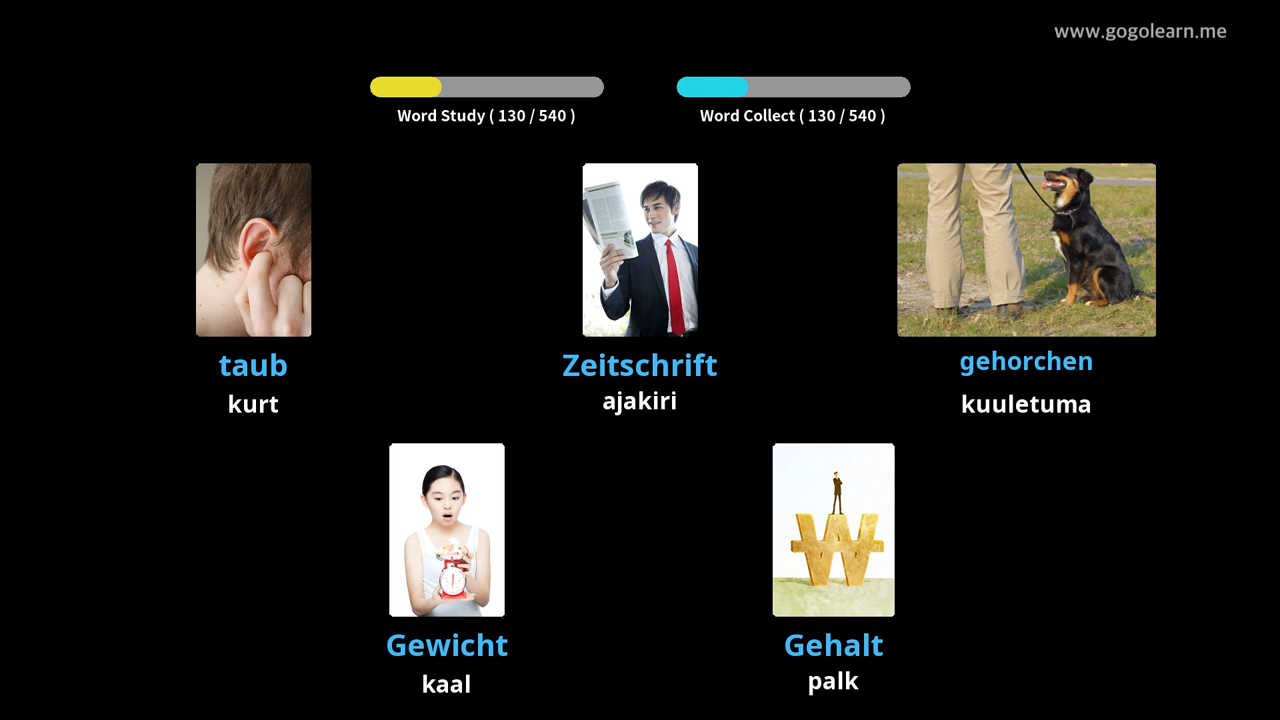 www.gogolearn.me
Word Study ( 130 / 540 )
Word Collect ( 130 / 540 )
taub
kurt
Zeitschrift
ajakiri
gehorchen
kuuletuma
Gewicht
kaal
Gehalt
palk